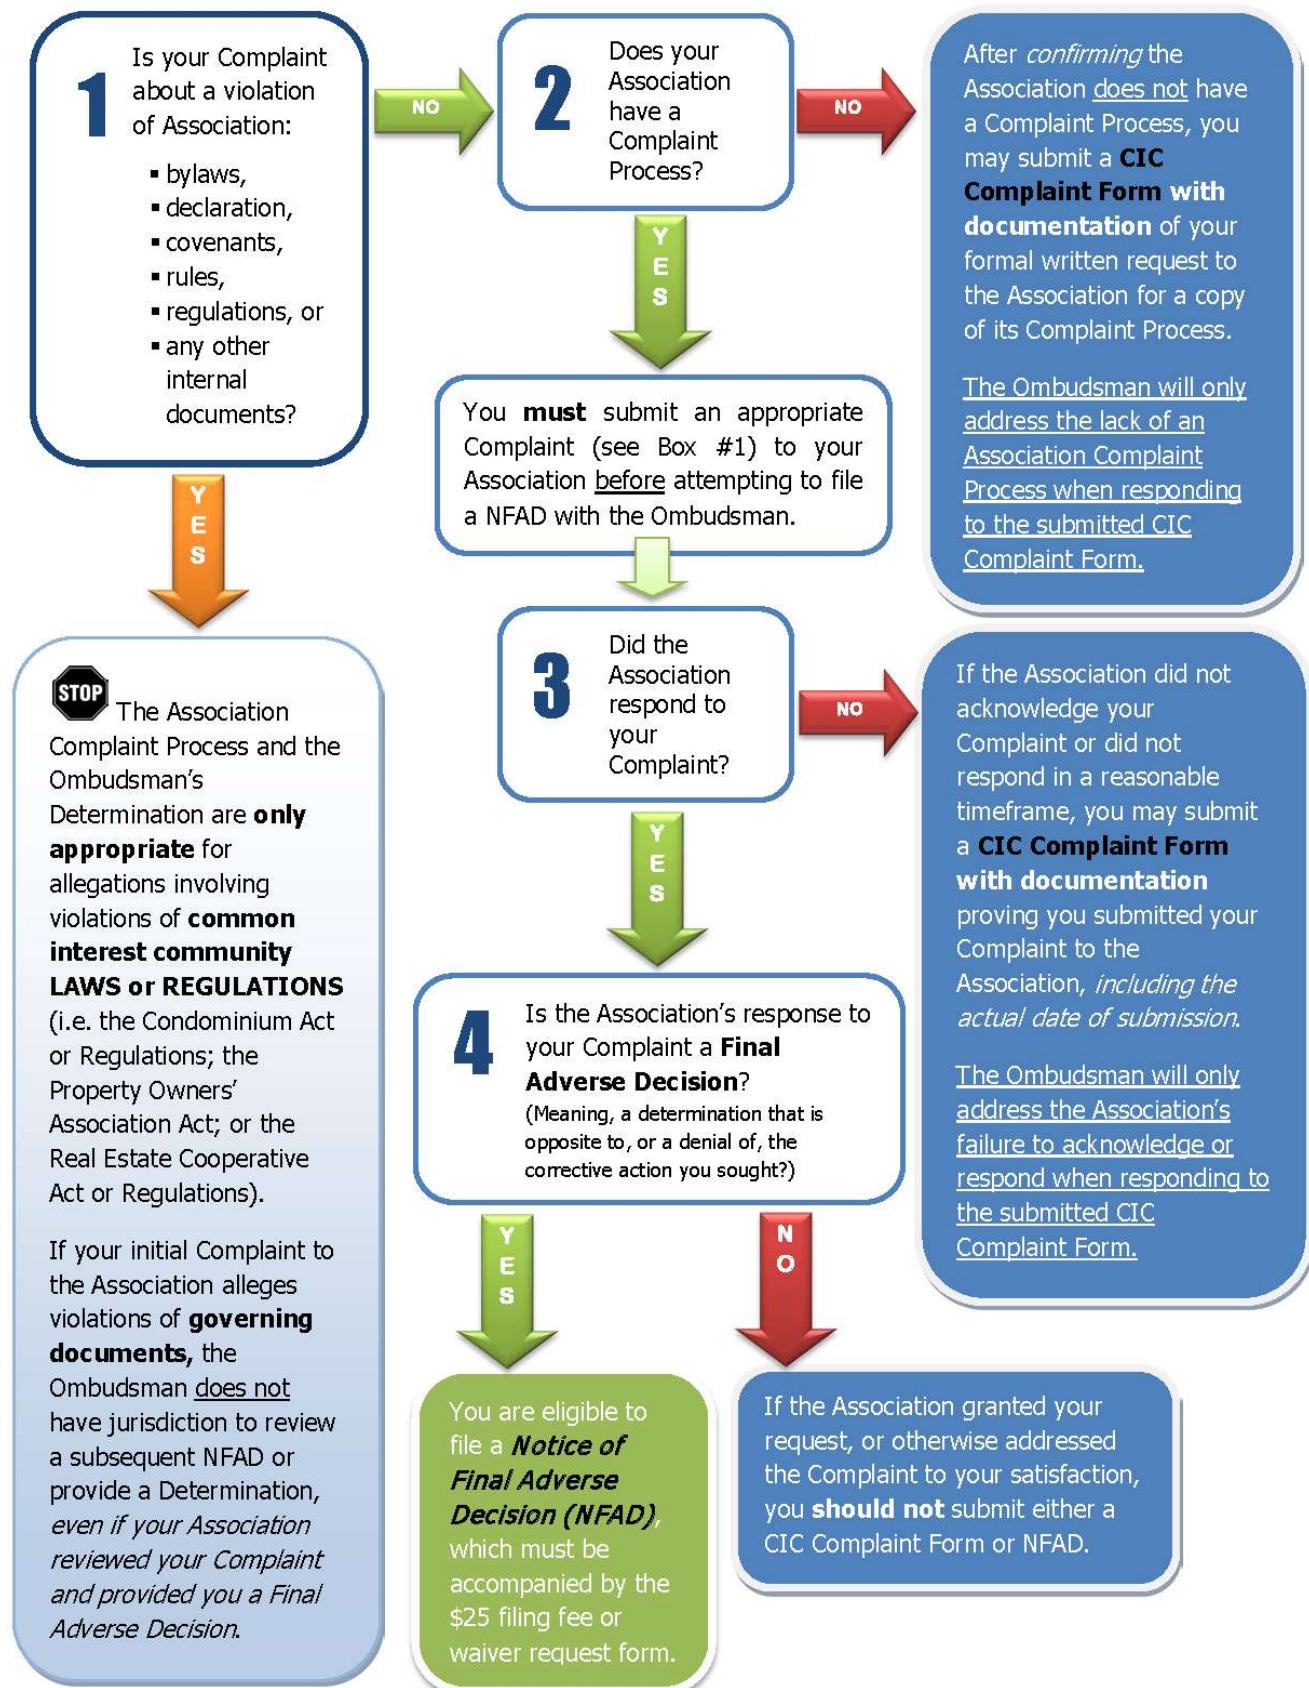 1
Is your Complaint
about a violation
of Association:
▪ bylaws,
▪ declaration,
▪ covenants,
▪ rules,
▪ regulations, or
▪ any other
internal
documents?
NO
2
Does your
Association
have a
Complaint
Process?
NO
After confirming the
Association does not have
a Complaint Process, you
may submit a CIC
Complaint Form with
documentation of your
formal written request to
the Association for a copy
of its Complaint Process.
The Ombudsman will only
address the lack of an
Association Complaint
Process when responding
to the submitted CIC
Complaint Form.
YES
YES
You must submit an appropriate
Complaint (see Box #1) to your
Association before attempting to file
a NFAD with the Ombudsman.
STOP
The Association
Complaint Process and the
Ombudsman's
Determination are only
appropriate for
allegations involving
violations of common
interest community
LAWS or REGULATIONS
(i.e. the Condominium Act
or Regulations; the
Property Owners'
Association Act; or the
Real Estate Cooperative
Act or Regulations).
If your initial Complaint to
the Association alleges
violations of governing
documents, the
Ombudsman does not
have jurisdiction to review
a subsequent NFAD or
provide a Determination,
even if your Association
reviewed your Complaint
and provided you a Final
Adverse Decision.
3
Did the
Association
respond to
your
Complaint?
NO
If the Association did not
acknowledge your
Complaint or did not
respond in a reasonable
timeframe, you may submit
a CIC Complaint Form
with documentation
proving you submitted your
Complaint to the
Association, including the
actual date of submission.
The Ombudsman will only
address the Association's
failure to acknowledge or
respond when responding to
the submitted CIC
Complaint Form.
YES
4
Is the Association's response to
your Complaint a Final
Adverse Decision?
(Meaning, a determination that is
opposite to, or a denial of, the
corrective action you sought?)
YES
NO
You are eligible to
file a Notice of
Final Adverse
Decision (NFAD),
which must be
accompanied by the
$25 filing fee or
waiver request form.
If the Association granted your
request, or otherwise addressed
the Complaint to your satisfaction,
you should not submit either a
CIC Complaint Form or NFAD.